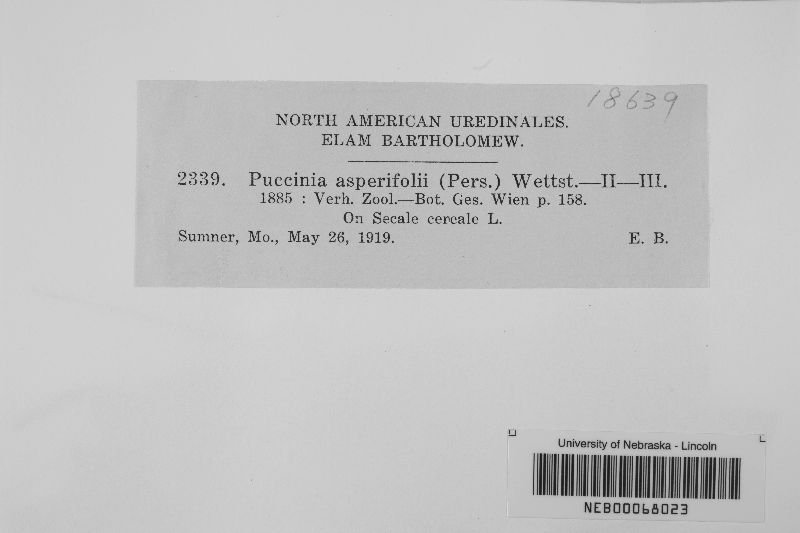 18639
NORTH AMERICAN UREDINALES.
ELAM BARTHOLOMEW.
2339. Puccinia asperifolii (Pers.) Wettst.—II—III.
1885 : Verh. Zool.—Bot. Ges. Wien p. 158.
On Secale cereale L.
Sumner, Mo., May 26, 1919. E. B.
University of Nebraska - Lincoln
NEB00068023